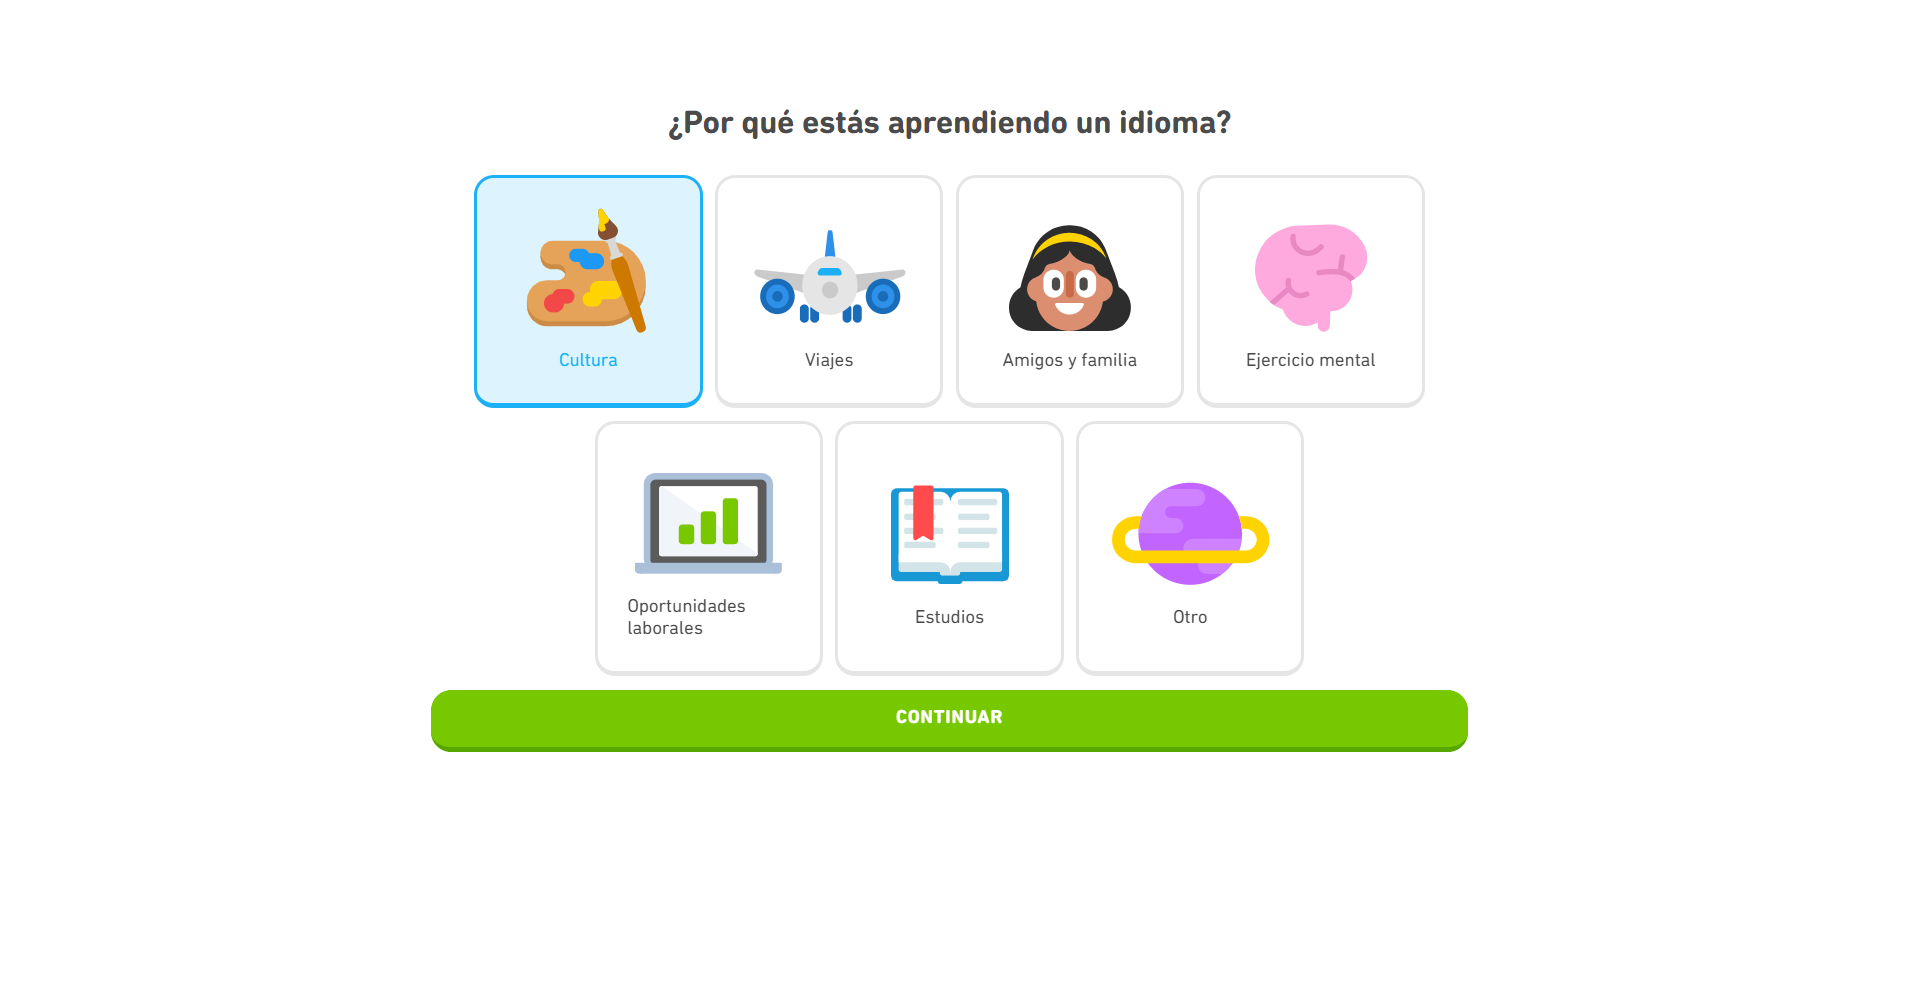 ¿Por qué estás aprendiendo un idioma?
Cultura
Viajes
Amigos y familia
Ejercicio mental
Oportunidades
laborales
Estudios
Otro
CONTINUAR